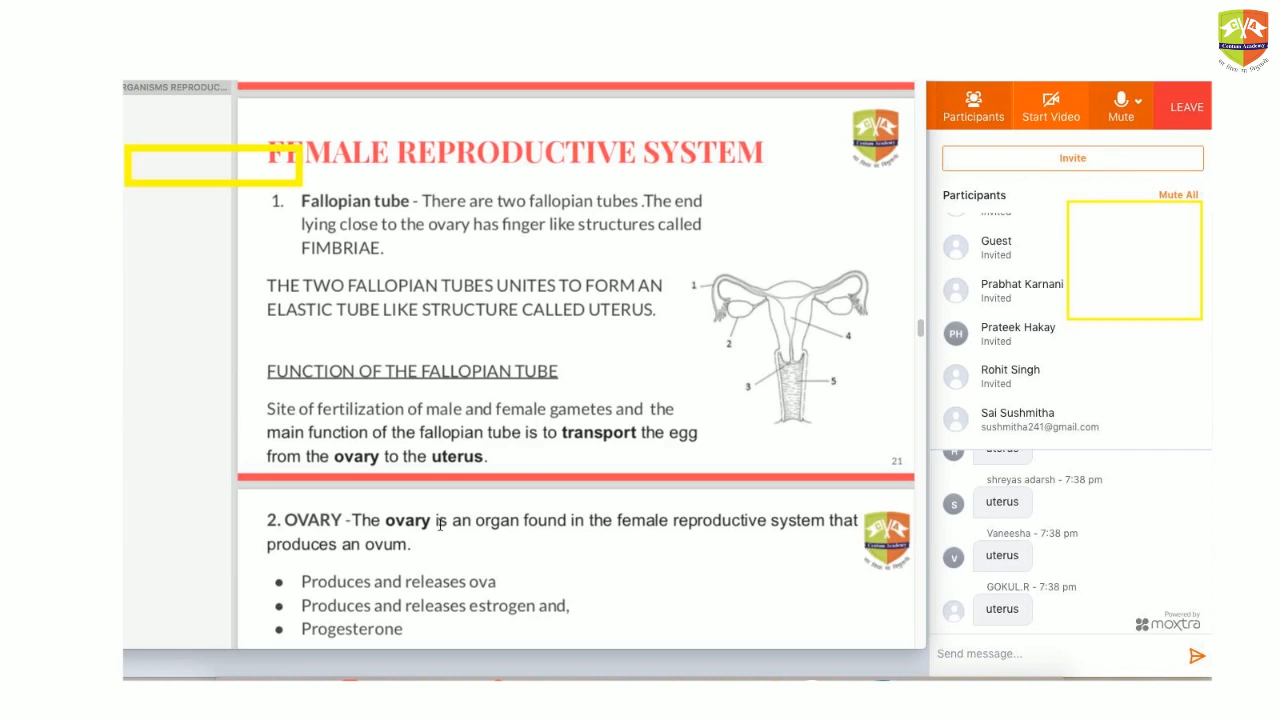 RGANISMS REPRODUC...
FEMALE REPRODUCTIVE SYSTEM
1. Fallopian tube - There are two fallopian tubes .The end
lying close to the ovary has finger like structures called
FIMBRIAE.
THE TWO FALLOPIAN TUBES UNITES TO FORM AN
ELASTIC TUBE LIKE STRUCTURE CALLED UTERUS.
FUNCTION OF THE FALLOPIAN TUBE
Site of fertilization of male and female gametes and the
main function of the fallopian tube is to transport the egg
from the ovary to the uterus.
1
2
3
4
5
21
2. OVARY -The ovary is an organ found in the female reproductive system that
produces an ovum.
● Produces and releases ova
● Produces and releases estrogen and,
● Progesterone
Participants
Start Video
Mute
LEAVE
Invite
Participants
Mute All
Invited
Guest
Invited
Prabhat Karnani
Invited
PH
Prateek Hakay
Invited
Rohit Singh
Invited
Sai Sushmitha
sushmitha241@gmail.com
uterus
shreyas adarsh - 7:38 pm
S
uterus
Vaneesha - 7:38 pm
V
uterus
GOKUL.R - 7:38 pm
uterus
Powered by
moxtra
Send message...
C A
Centum Academy